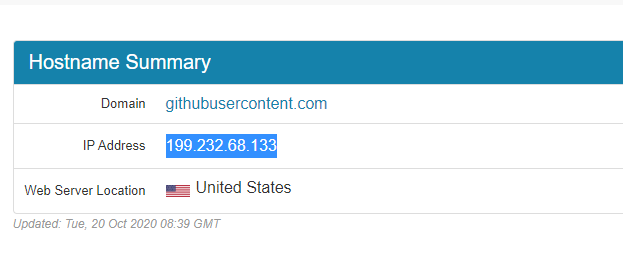 Hostname Summary
Domain githubusercontent.com
IP Address 199.232.68.133
Web Server Location United States
Updated: Tue, 20 Oct 2020 08:39 GMT